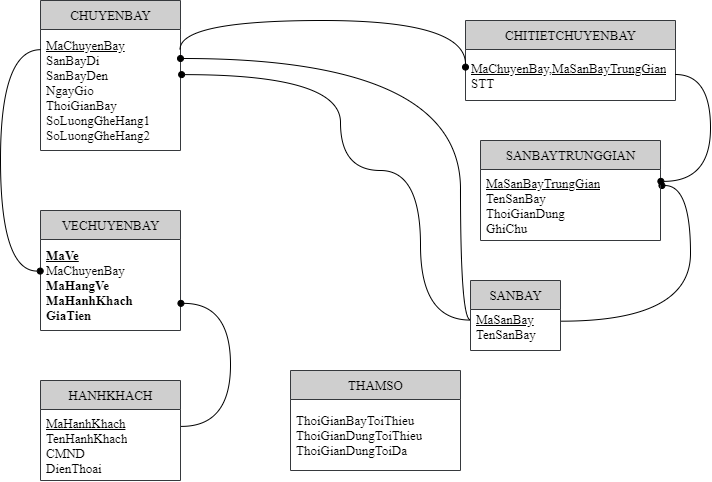 CHUYENBAY
MaChuyenBay
SanBayDi
SanBayDen
NgayGio
ThoiGianBay
SoLuongGheHang1
SoLuongGheHang2
CHITIETCHUYENBAY
MaChuyenBay,MaSanBayTrungGian
STT
SANBAYTRUNGGIAN
MaSanBayTrungGian
TenSanBay
ThoiGianDung
GhiChu
VECHUYENBAY
MaVe
MaChuyenBay
MaHangVe
MaHanhKhach
GiaTien
SANBAY
MaSanBay
TenSanBay
HANHKHACH
MaHanhKhach
TenHanhKhach
CMND
DienThoai
THAMSO
ThoiGianBayToiThieu
ThoiGianDungToiThieu
ThoiGianDungToiDa